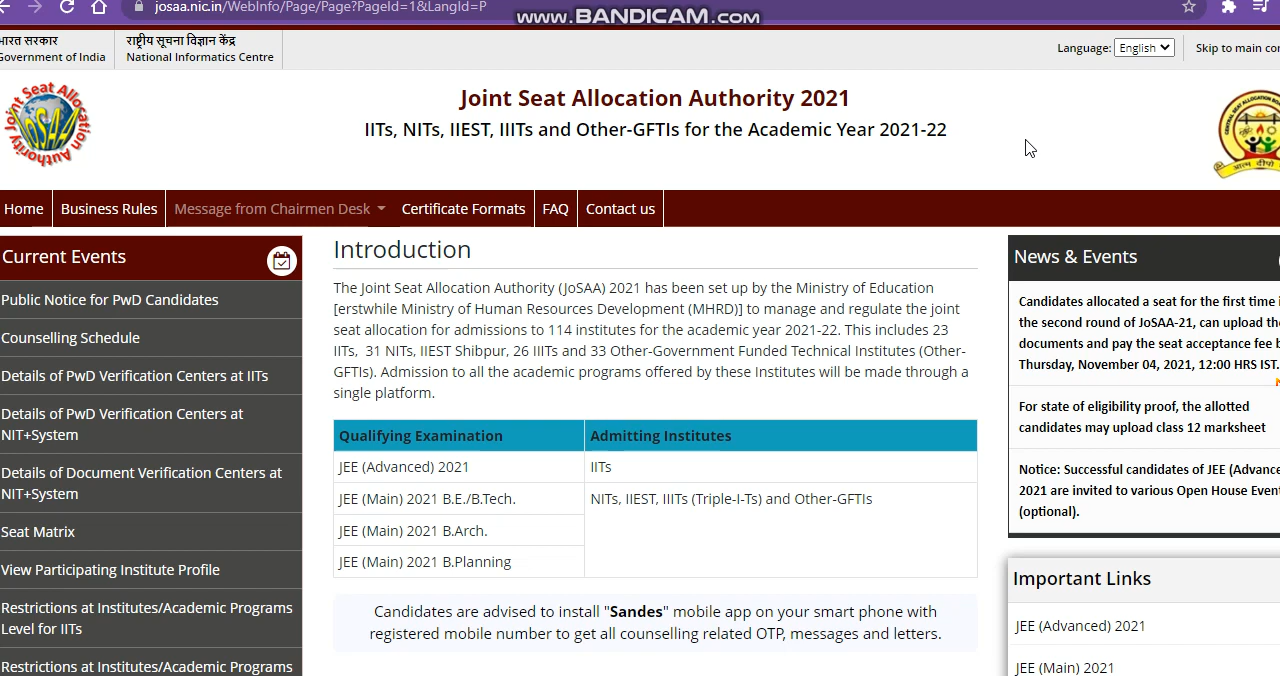 josaa.nic.in/WebInfo/Page/Page?PageId=1&LangId=P
www.BANDICAM.com
भारत सरकार
Government of India
राष्ट्रीय सूचना विज्ञान केंद्र
National Informatics Centre
Language: English
Skip to main con
Joint Seat Allocation Authority
JoSAA
Joint Seat Allocation Authority 2021
IITs, NITs, IIEST, IIITs and Other-GFTIs for the Academic Year 2021-22
Home
Business Rules
Message from Chairmen Desk
Certificate Formats
FAQ
Contact us
Current Events
Public Notice for PwD Candidates
Counselling Schedule
Details of PwD Verification Centers at IITs
Details of PwD Verification Centers at
NIT+System
Details of Document Verification Centers at
NIT+System
Seat Matrix
View Participating Institute Profile
Restrictions at Institutes/Academic Programs
Level for IITs
Restrictions at Institutes/Academic Programs
Introduction
The Joint Seat Allocation Authority (JoSAA) 2021 has been set up by the Ministry of Education
[erstwhile Ministry of Human Resources Development (MHRD)] to manage and regulate the joint
seat allocation for admissions to 114 institutes for the academic year 2021-22. This includes 23
IITs, 31 NITs, IIEST Shibpur, 26 IIITs and 33 Other-Government Funded Technical Institutes (Other-
GFTIs). Admission to all the academic programs offered by these Institutes will be made through a
single platform.
Qualifying Examination
Admitting Institutes
JEE (Advanced) 2021
IITs
JEE (Main) 2021 B.E./B.Tech.
NITs, IIEST, IIITs (Triple-I-Ts) and Other-GFTIs
JEE (Main) 2021 B.Arch.
JEE (Main) 2021 B.Planning
Candidates are advised to install "Sandes" mobile app on your smart phone with
registered mobile number to get all counselling related OTP, messages and letters.
News & Events
Candidates allocated a seat for the first time i
the second round of JoSAA-21, can upload the
documents and pay the seat acceptance fee b
Thursday, November 04, 2021, 12:00 HRS IST.
For state of eligibility proof, the allotted
candidates may upload class 12 marksheet
Notice: Successful candidates of JEE (Advance
2021 are invited to various Open House Event
(optional).
Important Links
JEE (Advanced) 2021
JEE (Main) 2021